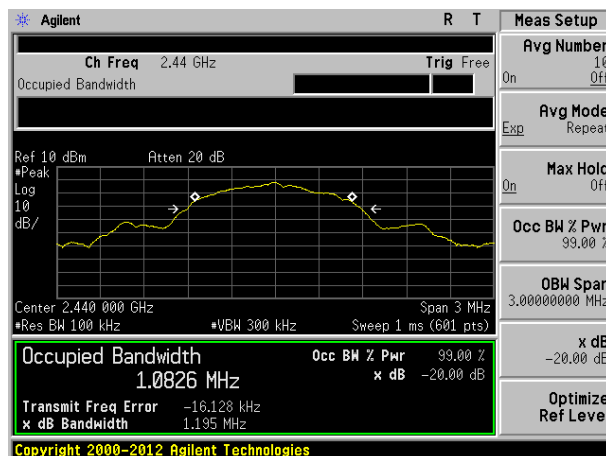 Agilent R T Meas Setup
Ch Freq 2.44 GHz Trig Free
Occupied Bandwidth
Ref 10 dBm Atten 20 dB
#Peak
Log
10
dB/
Center 2.440 000 GHz Span 3 MHz
#Res BW 100 kHz #VBW 300 kHz Sweep 1 ms (601 pts)
Occupied Bandwidth Occ BW % Pwr 99.00 %
1.0826 MHz x dB -20.00 dB
Transmit Freq Error -16.128 kHz
x dB Bandwidth 1.195 MHz
Copyright 2000-2012 Agilent Technologies
Avg Number
10
On Off
Avg Mode
Exp Repeat
Max Hold
On Off
Occ BW % Pwr
99.00 %
OBW Span
3.00000000 MHz
x dB
-20.00 dB
Optimize
Ref Level